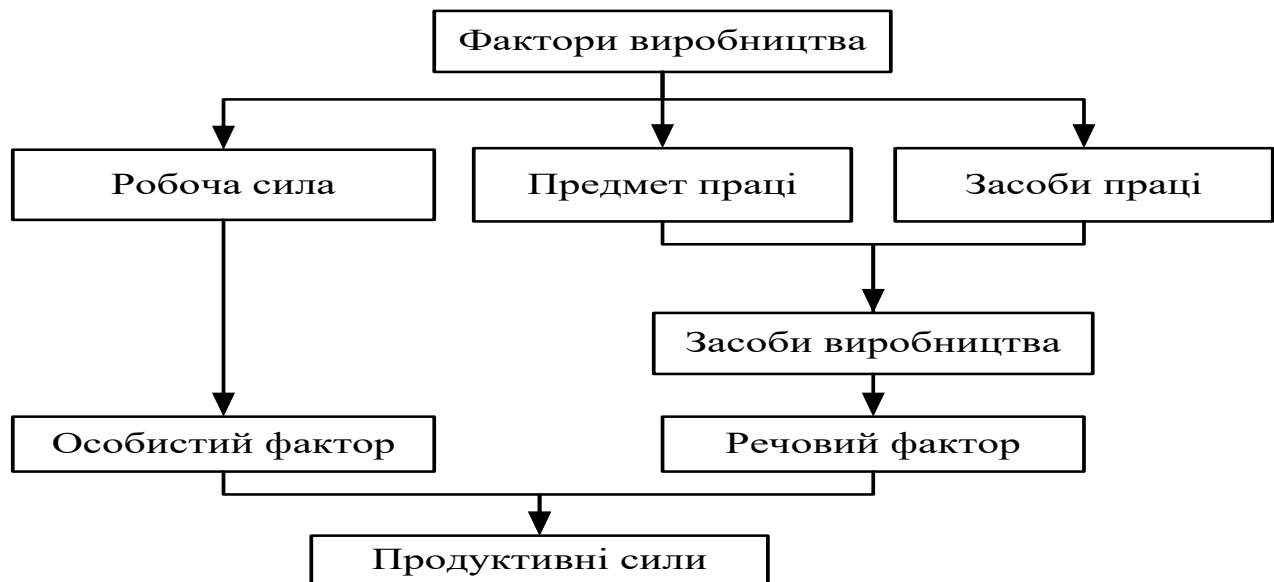 Фактори виробництва
Робоча сила
Предмет праці
Засоби праці
Засоби виробництва
Особистий фактор
Речовий фактор
Продуктивні сили